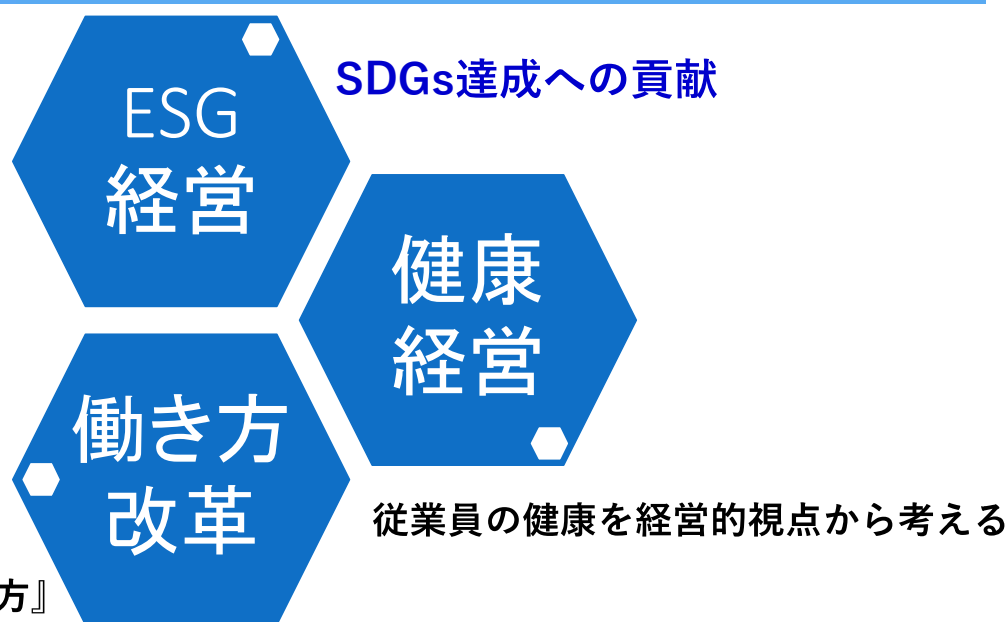 ESG
経営
SDGs達成への貢献
健康
経営
働き方
改革
従業員の健康を経営的視点から考える
方』